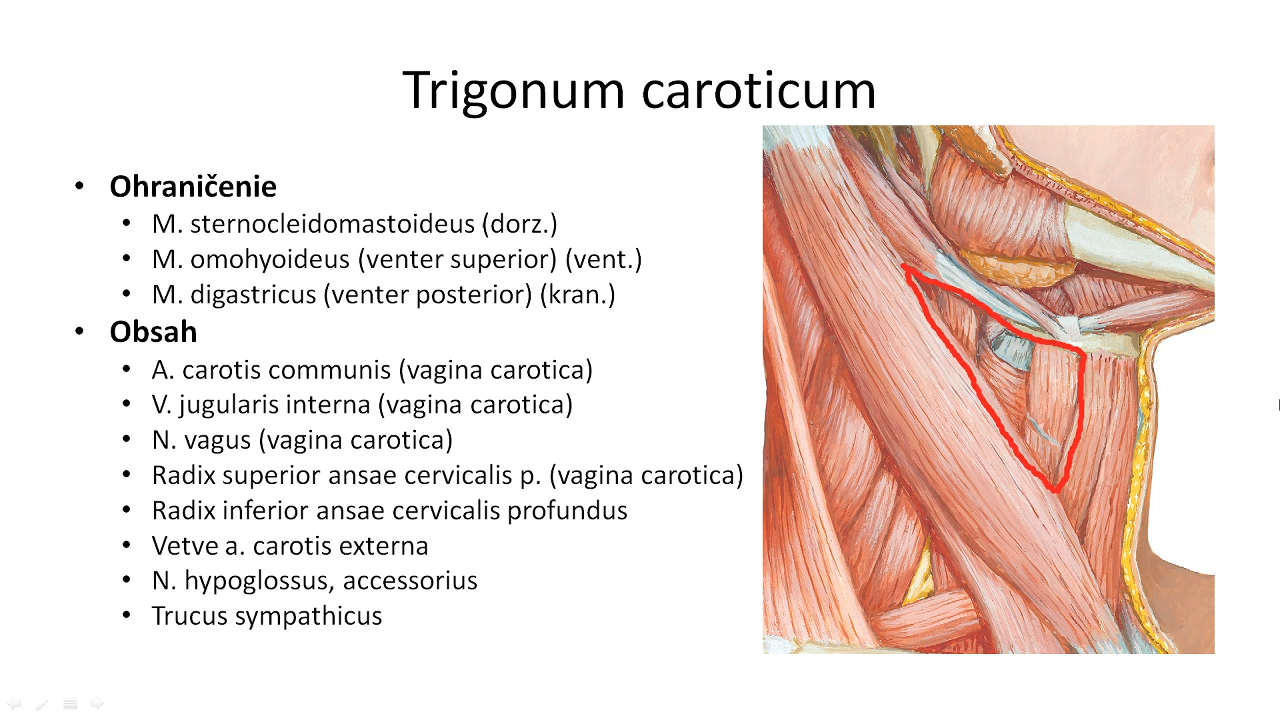 Trigonum caroticum
• Ohraničenie
• M. sternocleidomastoideus (dorz.)
• M. omohyoideus (venter superior) (vent.)
• M. digastricus (venter posterior) (kran.)
• Obsah
• A. carotis communis (vagina carotica)
• V. jugularis interna (vagina carotica)
• N. vagus (vagina carotica)
• Radix superior ansae cervicalis p. (vagina carotica)
• Radix inferior ansae cervicalis profundus
• Vetve a. carotis externa
• N. hypoglossus, accessorius
• Trucus sympathicus